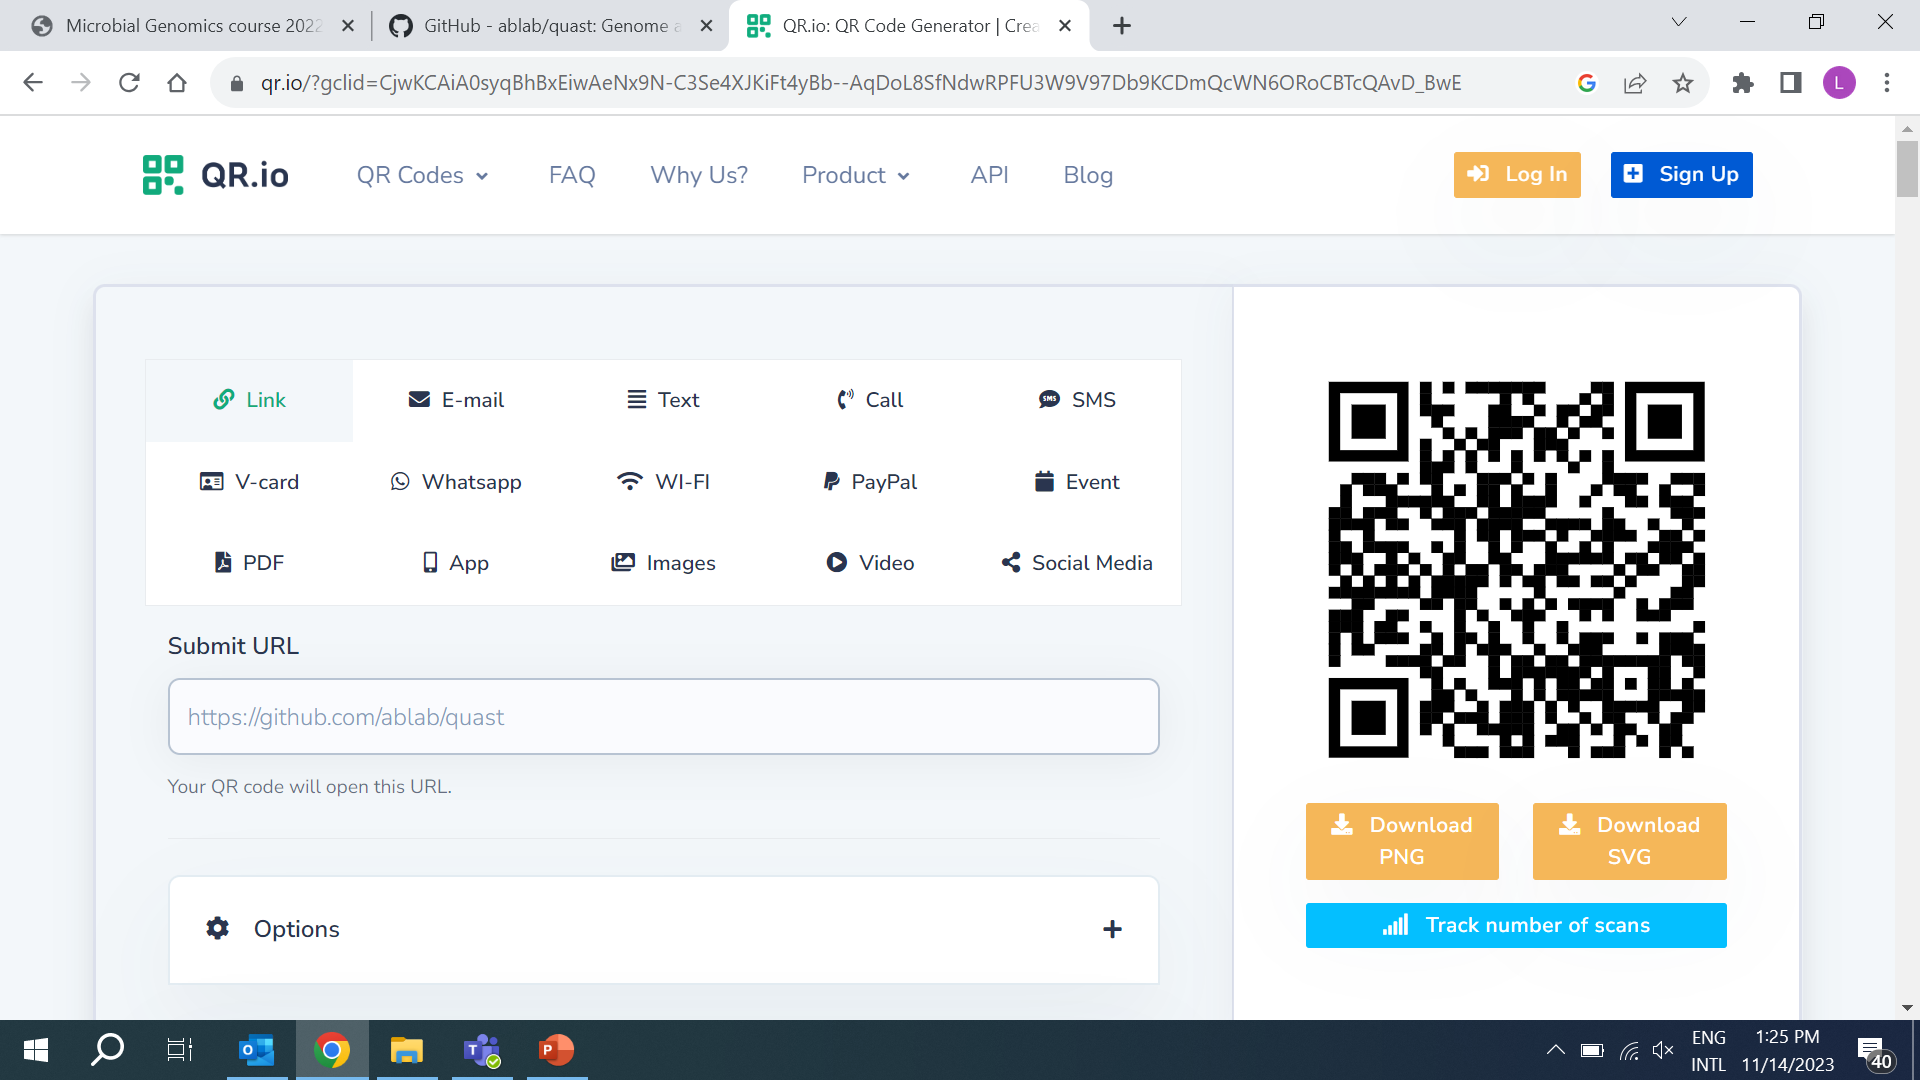 Microbial Genomics course 2022
GitHub - ablab/quast: Genome a
QR.io: QR Code Generator | Crea
qr.io/?gclid=CjwKCAiA0syqBhBxEiwAeNx9N-C3Se4XJKiFt4yBb--AqDoL8SfNdwRPFU3W9V97Db9KCDmQcWN6ORoCBTcQAvD_BwE
L
QR.io
QR Codes
FAQ
Why Us?
Product
API
Blog
Log In
Sign Up
Link
E-mail
Text
Call
SMS
SMS
V-card
Whatsapp
WI-FI
PayPal
Event
PDF
App
Images
Video
Social Media
Submit URL
https://github.com/ablab/quast
Your QR code will open this URL.
Options
Download
PNG
Download
SVG
Track number of scans
ENG
INTL
1:25 PM
11/14/2023
40